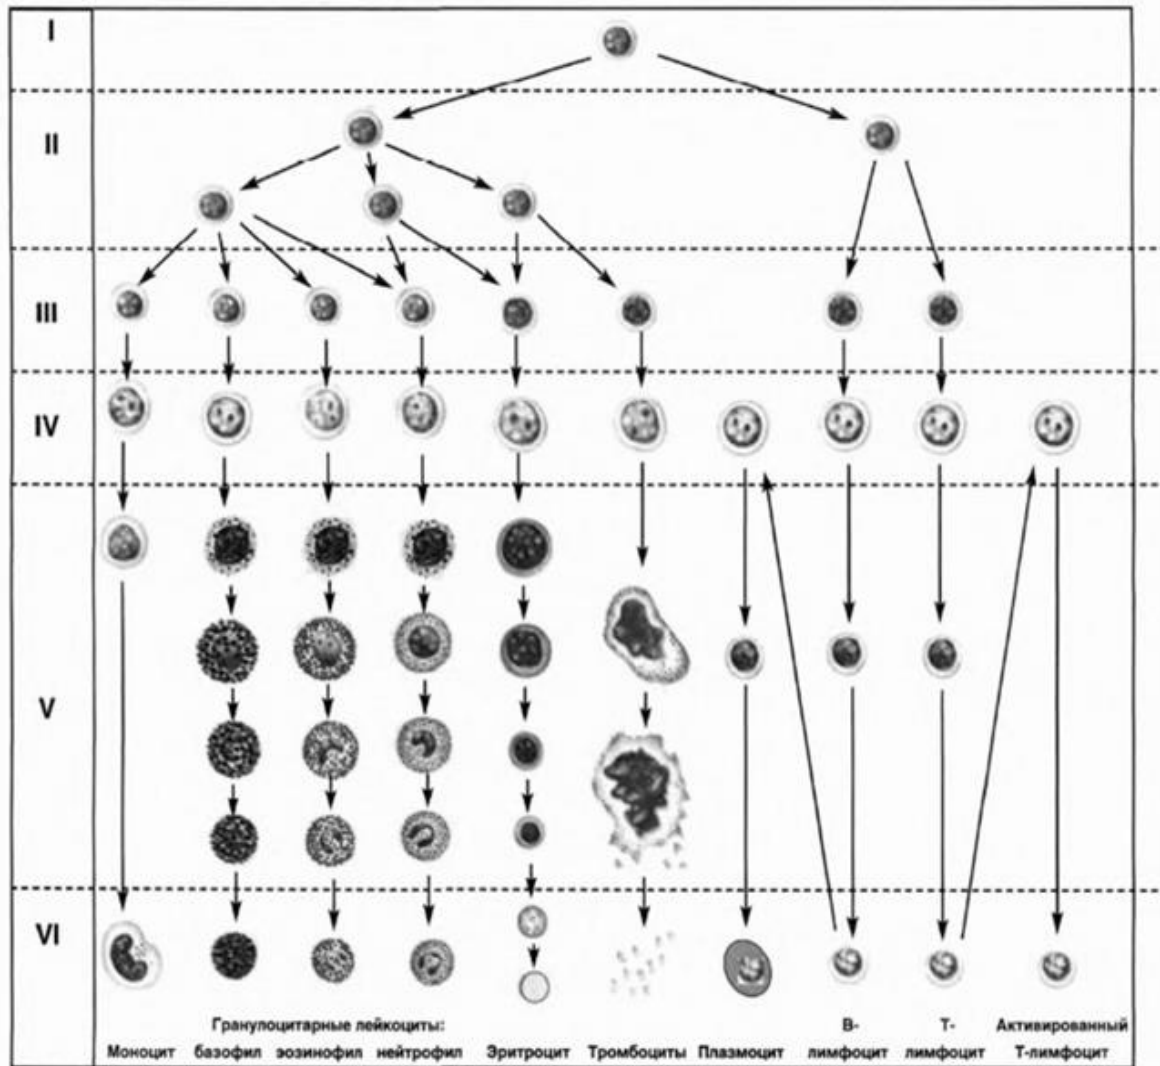 I
II
III
IV
V
VI
Гранулоцитарные лейкоциты:
В-
Т-
Активированный
Моноцит
базофил
эозинофил
нейтрофил
Эритроцит
Тромбоциты
Плазмоцит
лимфоцит
лимфоцит
Т-лимфоцит